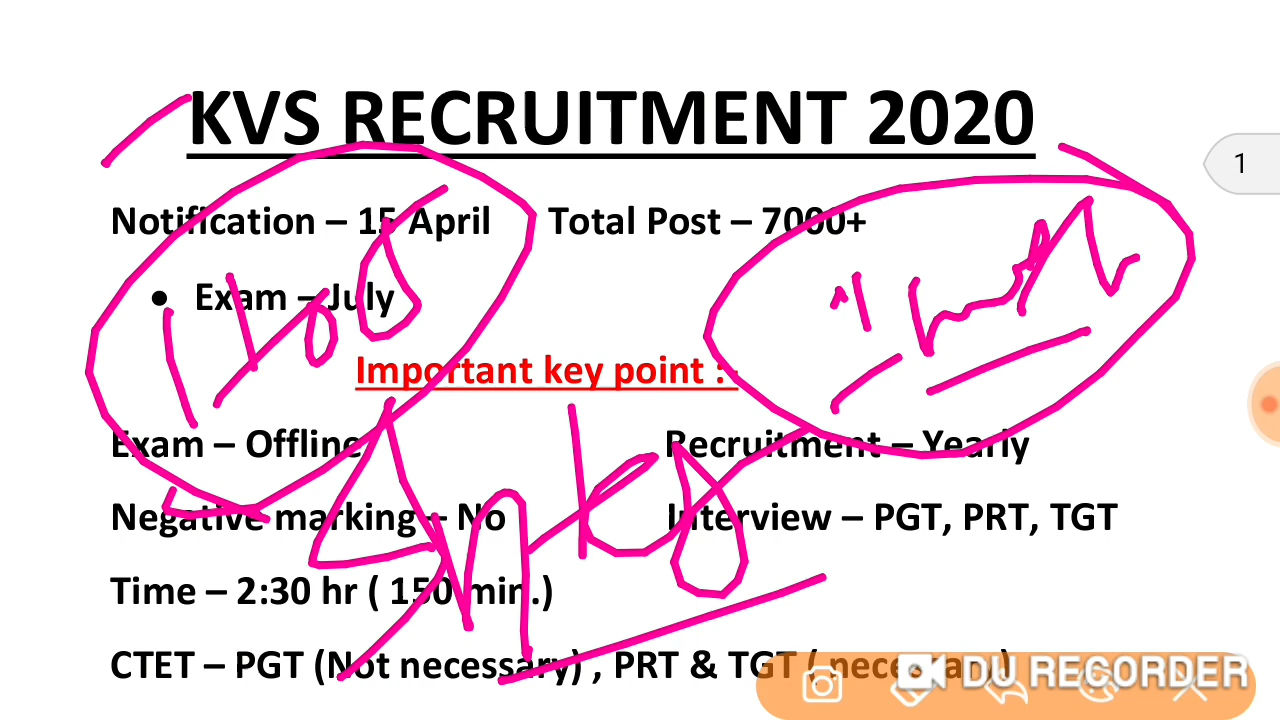 KVS RECRUITMENT 2020
1
Notification – 15 April Total Post – 7000+
• Exam – July
Important key point :-
Exam – Offline Recruitment – Yearly
Negative marking – No Interview – PGT, PRT, TGT
Time – 2:30 hr ( 150 min.)
CTET – PGT (Not necessary) , PRT & TGT ( necessary)
DU RECORDER